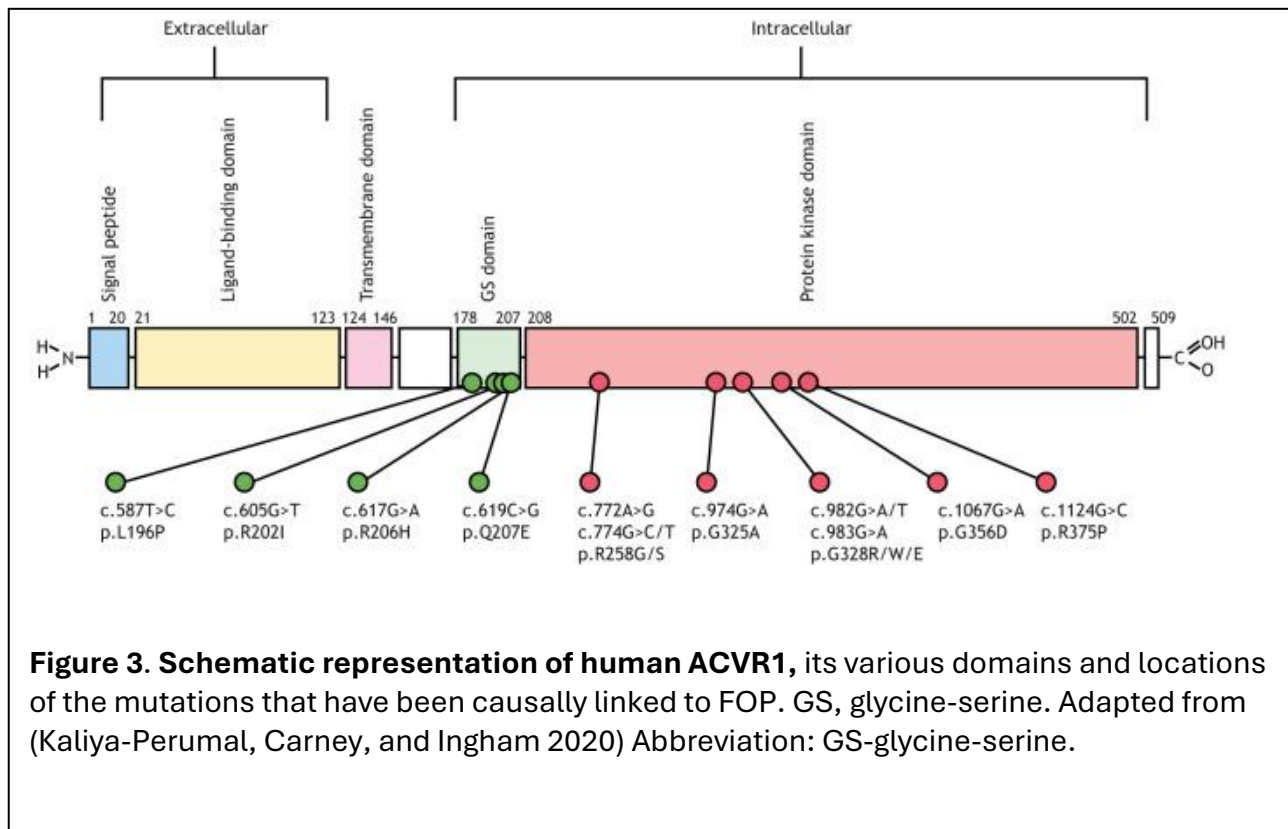 Extracellular
Intracellular
Signal peptide
Ligand-binding domain
Transmembrane domain
GS domain
Protein kinase domain
1 20 21 123 124 146 178 207 208 502 509
H
N
H
C
OH
O
c.587T>C
p.L196P
c.605G>T
p.R202I
c.617G>A
p.R206H
c.619C>G
p.Q207E
c.772A>G
c.774G>C/T
p.R258G/S
c.974G>A
p.G325A
c.982G>A/T
c.983G>A
p.G328R/W/E
c.1067G>A
p.G356D
c.1124G>C
p.R375P
Figure 3. Schematic representation of human ACVR1, its various domains and locations
of the mutations that have been causally linked to FOP. GS, glycine-serine. Adapted from
(Kaliya-Perumal, Carney, and Ingham 2020) Abbreviation: GS-glycine-serine.